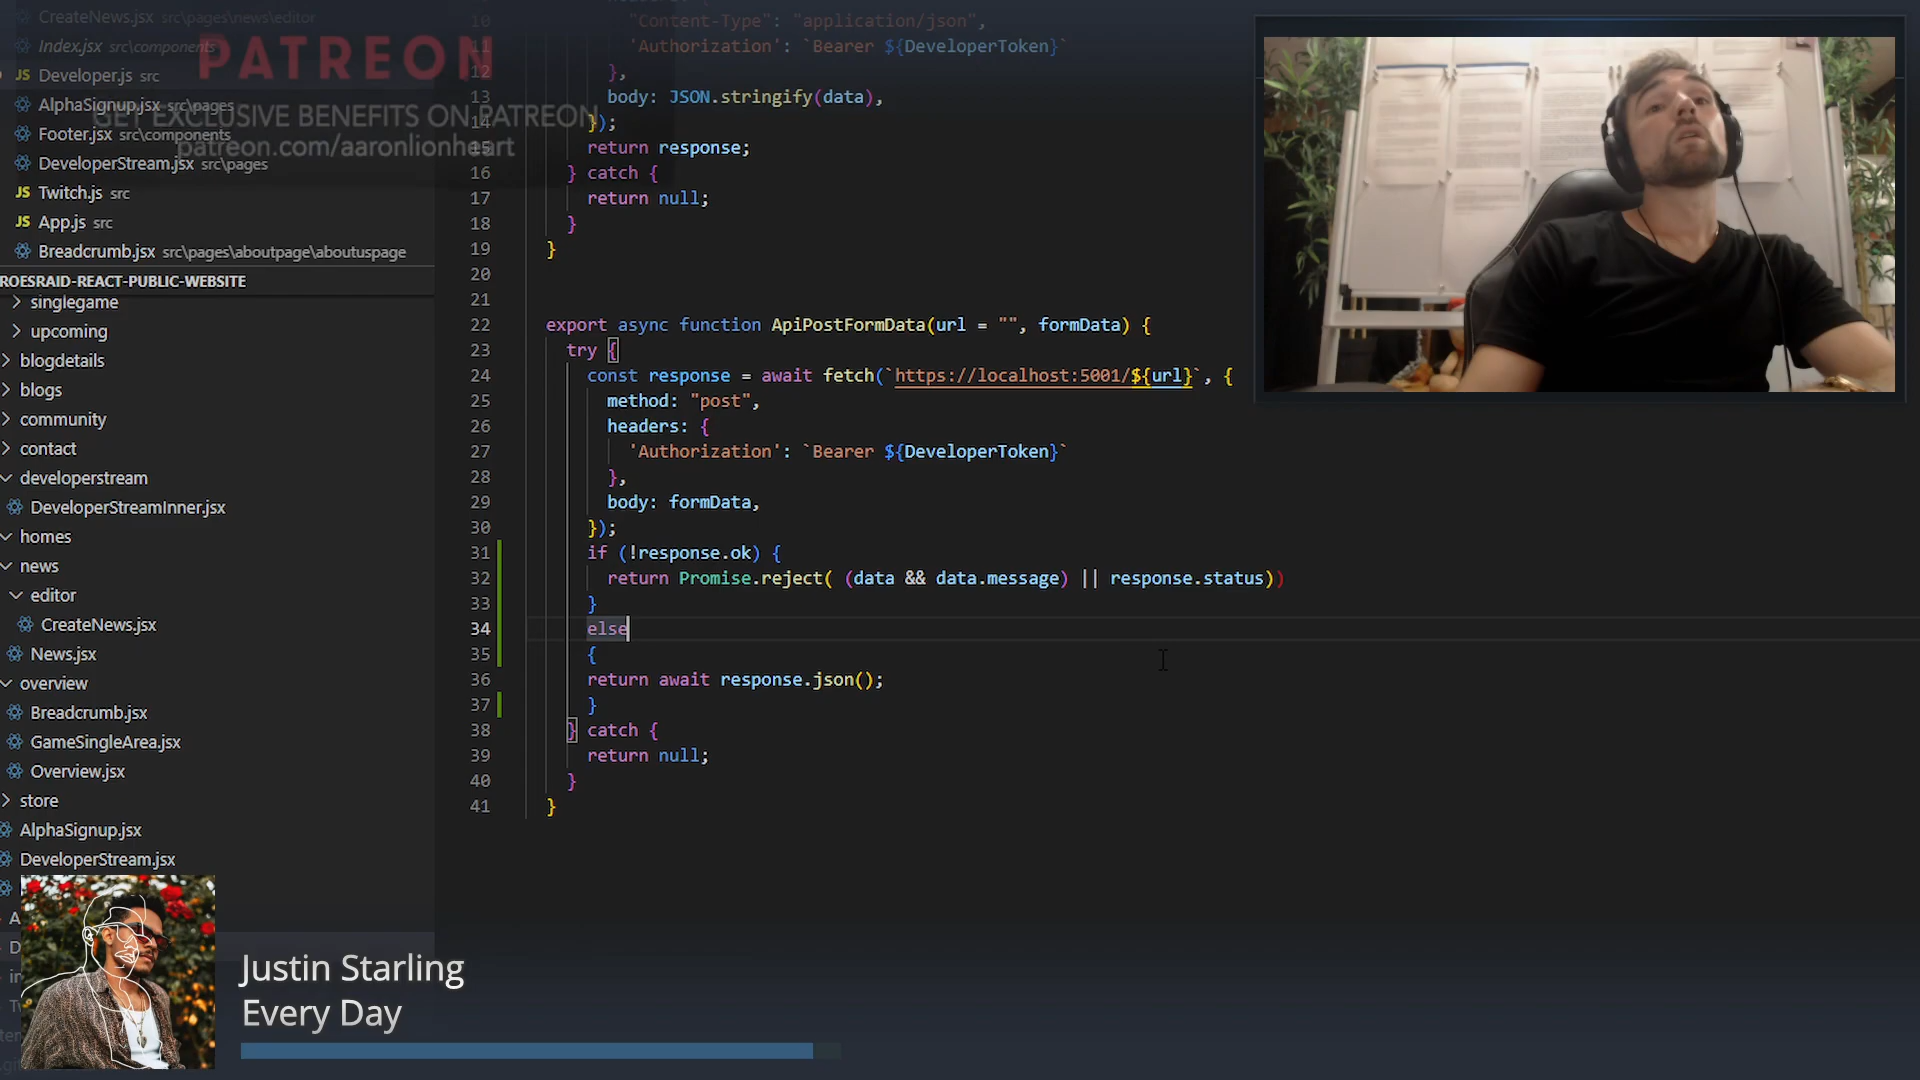 CreateNews.jsx src\pages\news\editor
Index.jsx src\components
JS Developer.js src
AlphaSignup.jsx src\pages
Footer.jsx src\components
DeveloperStream.jsx src\pages
JS Twitch.js src
JS App.js src
Breadcrumb.jsx src\pages\aboutpage\aboutuspage
PATREON
GET EXCLUSIVE BENEFITS ON PATREON
patreon.com/aaronlionheart
ROESRAID-REACT-PUBLIC-WEBSITE
singlegame
upcoming
blogdetails
blogs
community
contact
developerstream
DeveloperStreamInner.jsx
homes
news
editor
CreateNews.jsx
News.jsx
overview
Breadcrumb.jsx
GameSingleArea.jsx
Overview.jsx
store
AlphaSignup.jsx
DeveloperStream.jsx
10 "Content-Type": "application/json",
11 'Authorization': `Bearer ${DeveloperToken}`
12 },
13 body: JSON.stringify(data),
14 });
15 return response;
16 } catch {
17 return null;
18 }
19 }
20
21
22 export async function ApiPostFormData(url = "", formData) {
23 try {
24 const response = await fetch(`https://localhost:5001/${url}`, {
25 method: "post",
26 headers: {
27 'Authorization': `Bearer ${DeveloperToken}`
28 },
29 body: formData,
30 });
31 if (!response.ok) {
32 return Promise.reject( (data && data.message) || response.status))
33 }
34 else
35 {
36 return await response.json();
37 }
38 } catch {
39 return null;
40 }
41 }
Justin Starling
Every Day